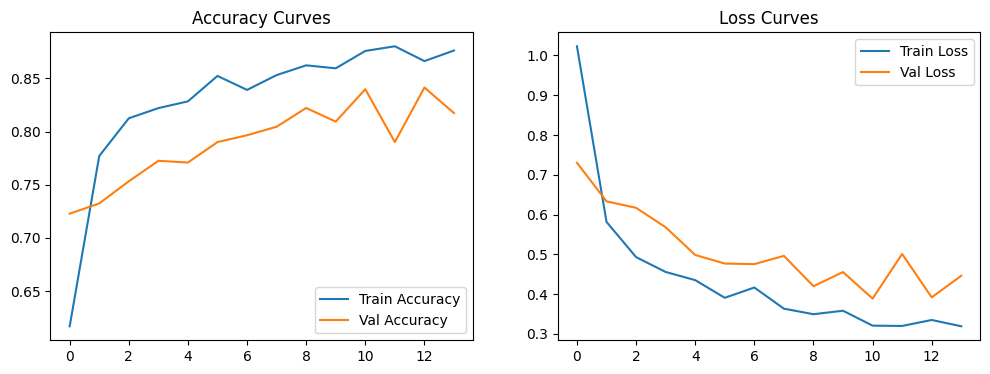 Accuracy Curves
0.85
0.80
0.75
0.70
0.65
0 2 4 6 8 10 12
Train Accuracy
Val Accuracy
Loss Curves
1.0
0.9
0.8
0.7
0.6
0.5
0.4
0.3
0 2 4 6 8 10 12
Train Loss
Val Loss